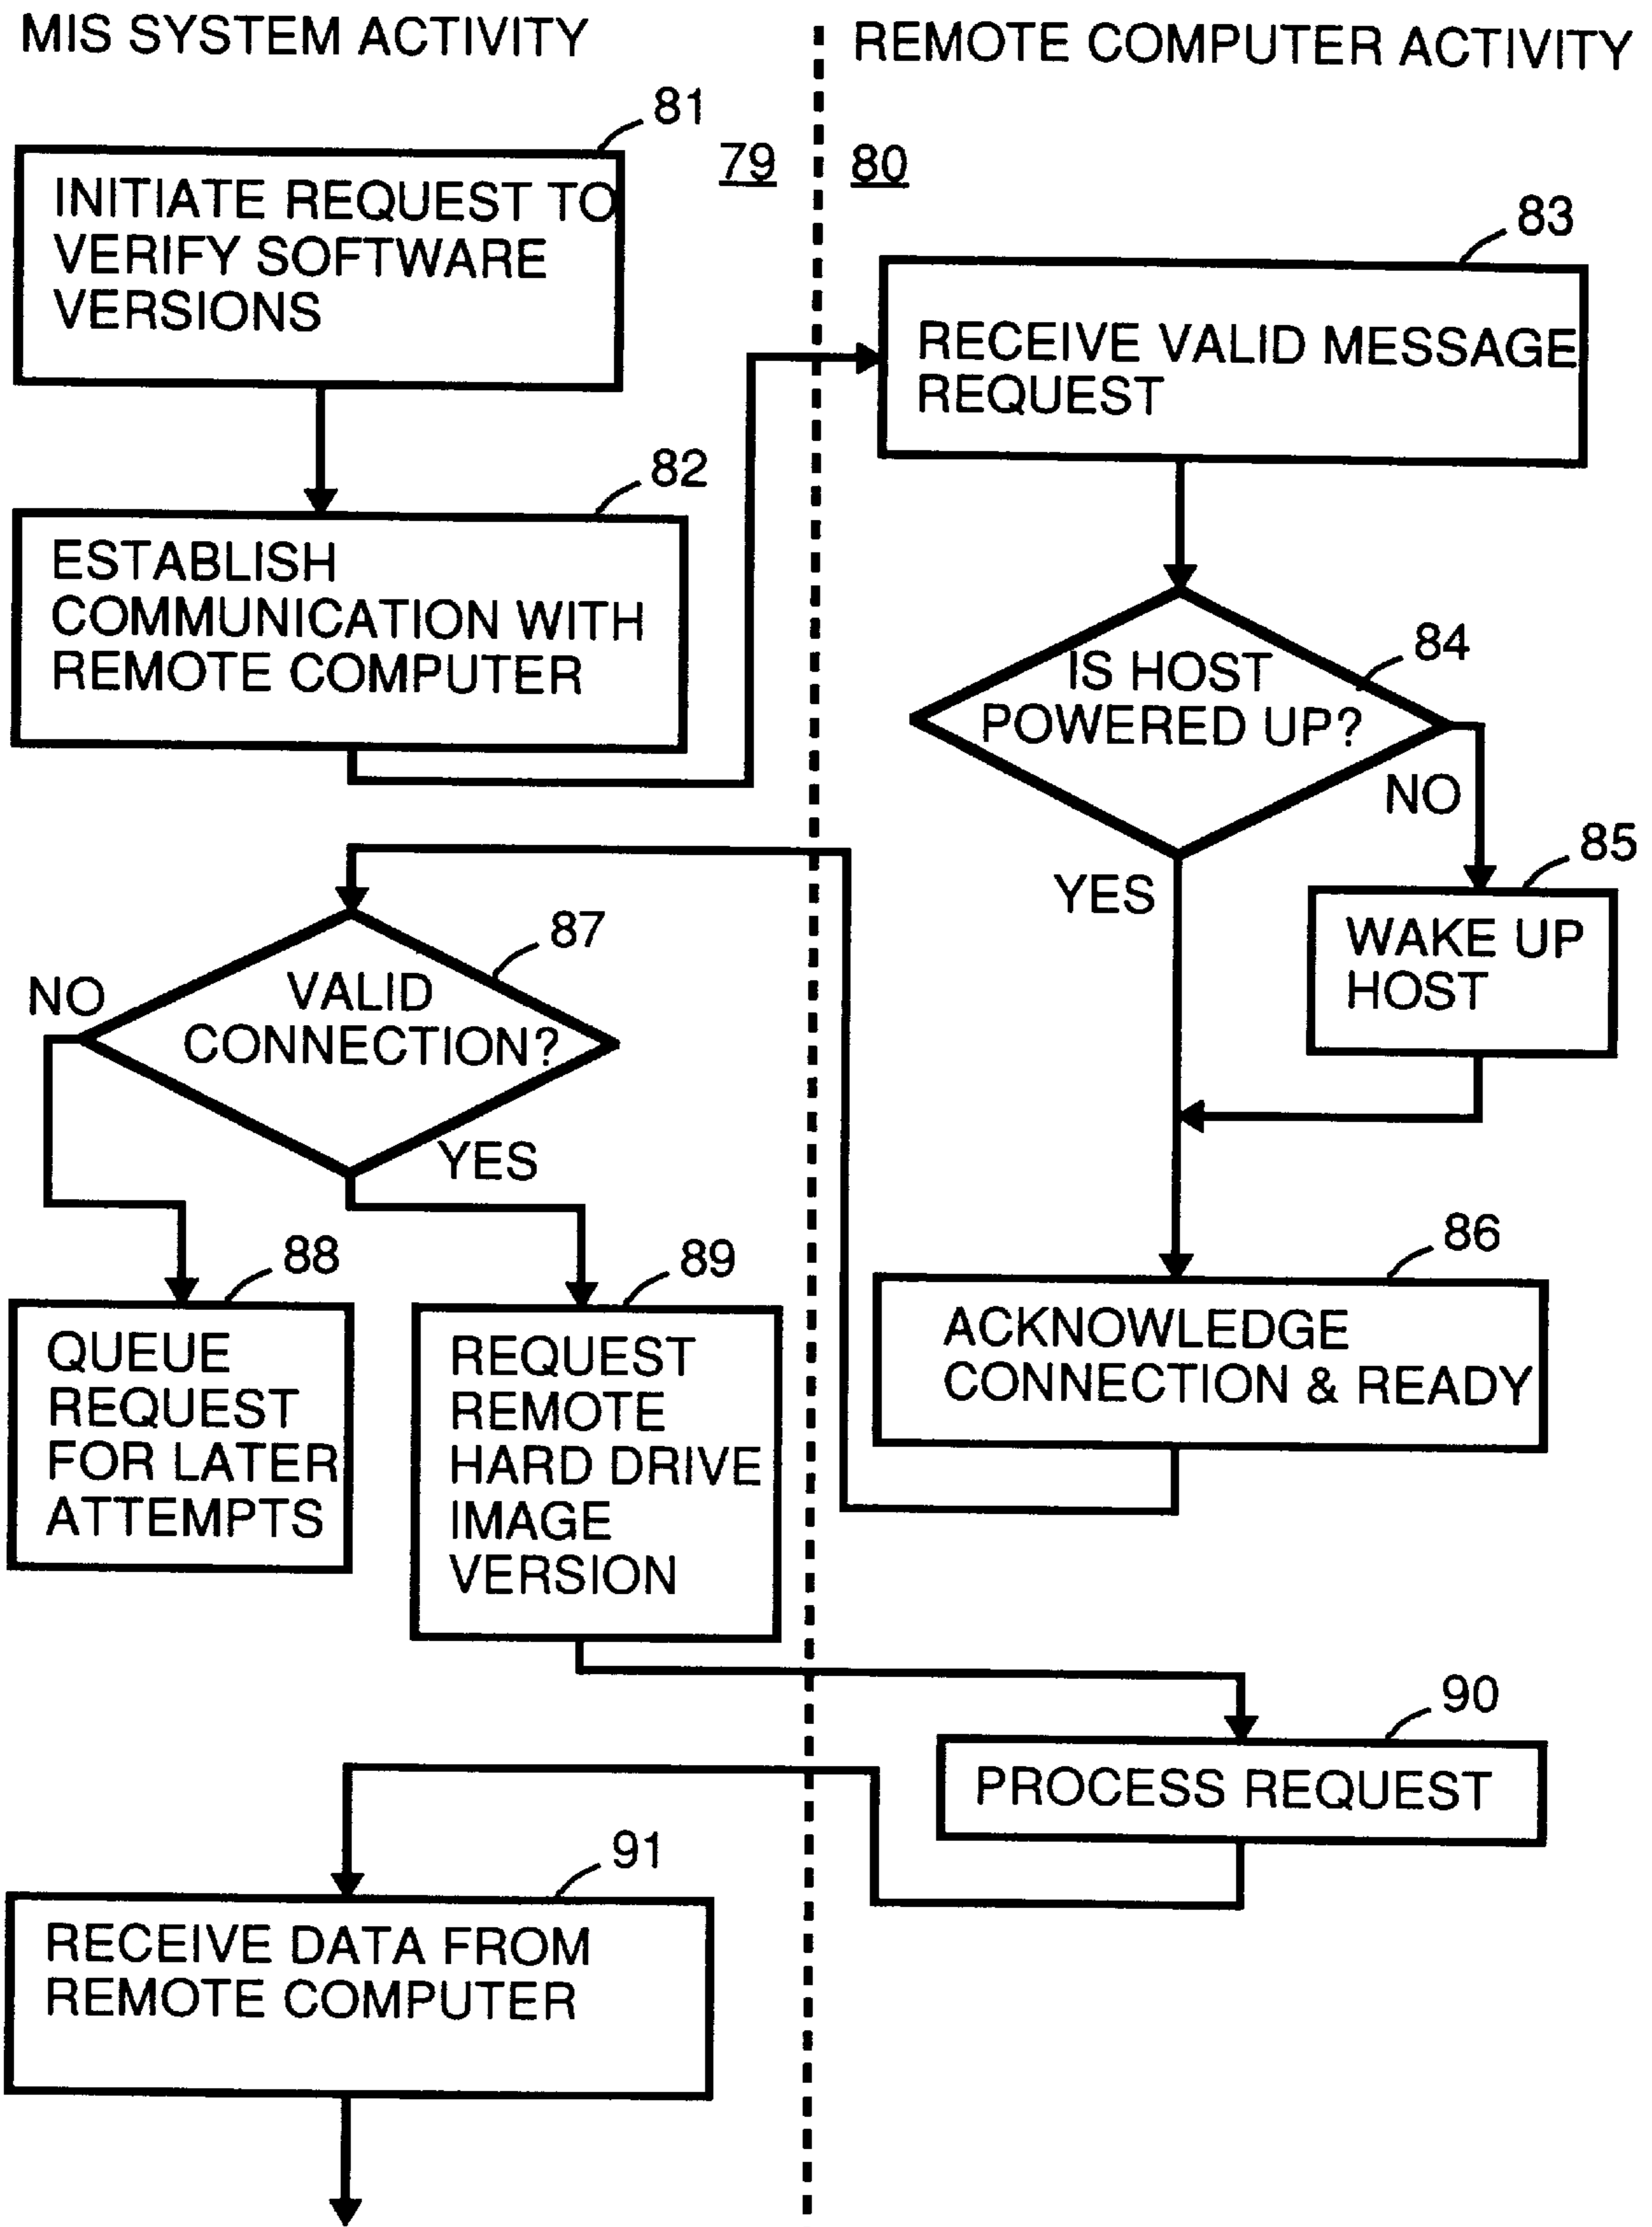 MIS SYSTEM ACTIVITY
REMOTE COMPUTER ACTIVITY
81
79
80
INITIATE REQUEST TO
VERIFY SOFTWARE
VERSIONS
83
RECEIVE VALID MESSAGE
REQUEST
82
ESTABLISH
COMMUNICATION WITH
REMOTE COMPUTER
84
IS HOST
POWERED UP?
NO
YES
85
WAKE UP
HOST
87
VALID
CONNECTION?
NO
YES
86
ACKNOWLEDGE
CONNECTION & READY
88
QUEUE
REQUEST
FOR LATER
ATTEMPTS
89
REQUEST
REMOTE
HARD DRIVE
IMAGE
VERSION
90
PROCESS REQUEST
91
RECEIVE DATA FROM
REMOTE COMPUTER